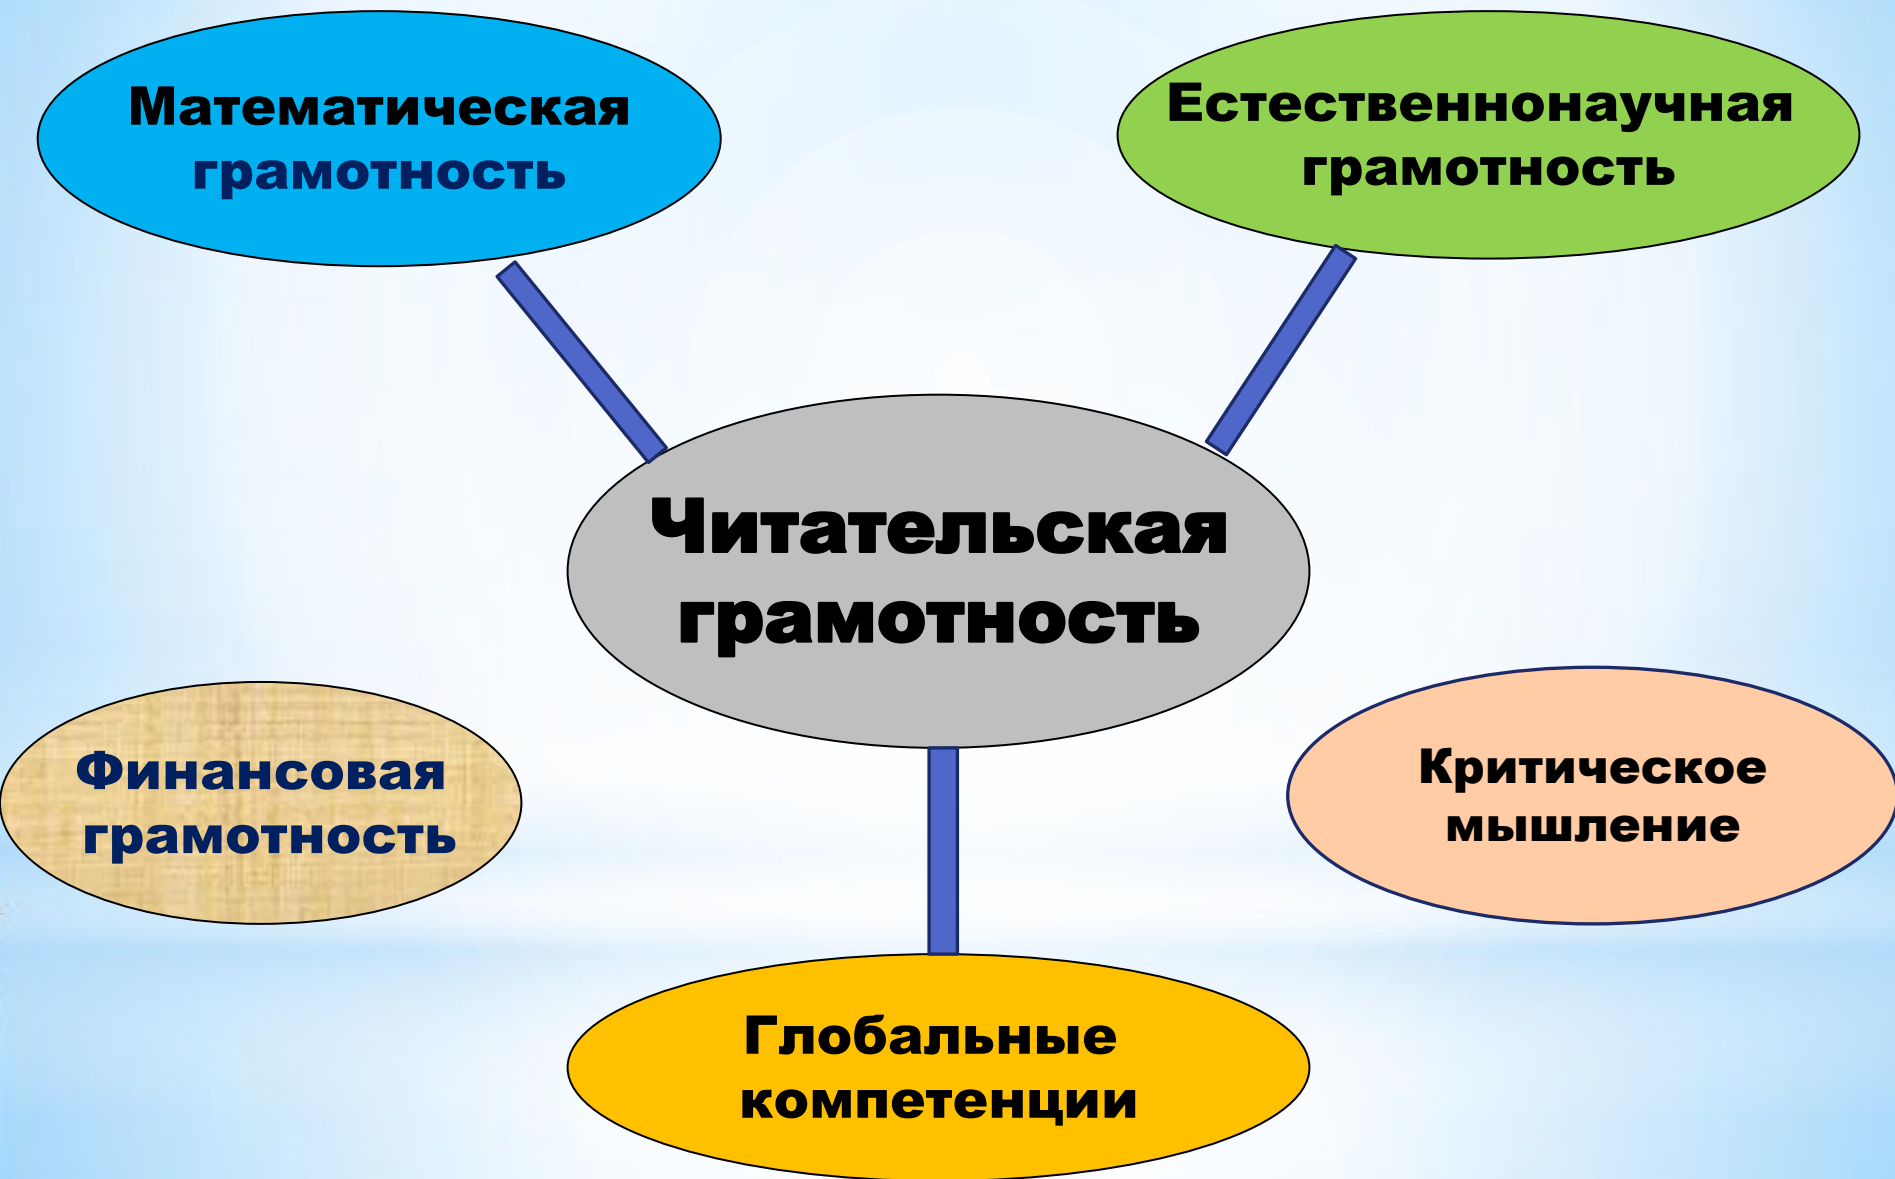 Математическая
грамотность
Естественнонаучная
грамотность
Читательская
грамотность
Финансовая
грамотность
Критическое
мышление
Глобальные
компетенции